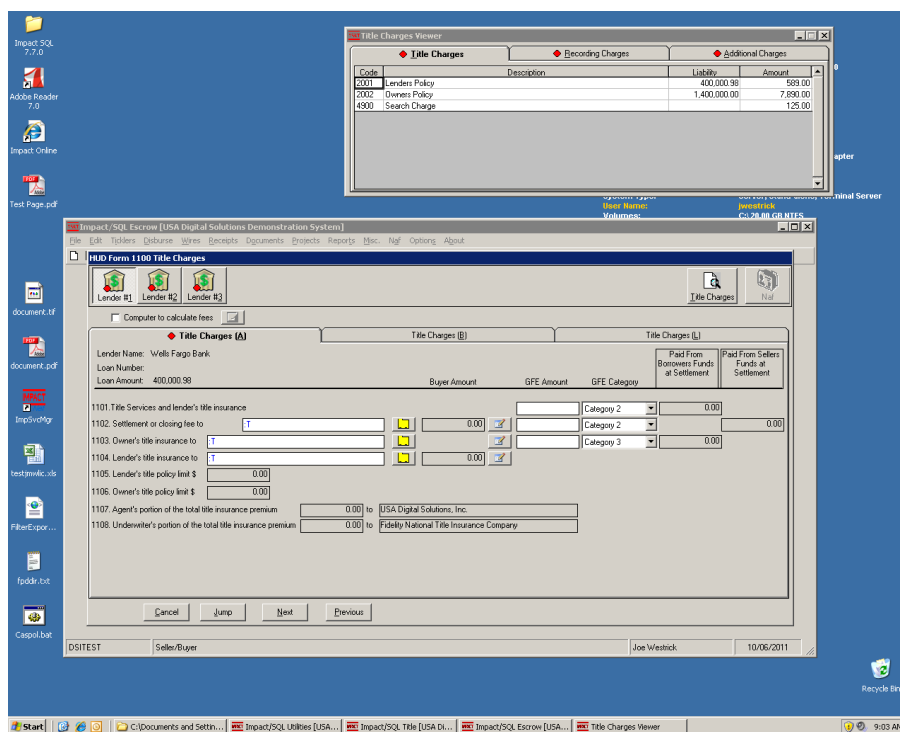 Impact SQL
7.7.0
Adobe Reader
7.0
Impact Online
Test Page.pdf
document.tif
document.pdf
ImpSvcMgr
testjmwlic.xls
FilterExpor...
fpddir.txt
Caspol.bat
Recycle Bin
Title Charges Viewer
Title Charges
Recording Charges
Additional Charges
Code Description Liability Amount
2001 Lenders Policy 400,000.98 589.00
2002 Owners Policy 1,400,000.00 7,890.00
4900 Search Charge 125.00
apter
User Name: jwestrick
Volumes: C:\ 20.00 GB NTFS
Impact/SQL Escrow [USA Digital Solutions Demonstration System]
File Edit Ticklers Disburse Wires Receipts Documents Projects Reports Misc. Naf Options About
HUD Form 1100 Title Charges
Lender #1 Lender #2 Lender #3
Title Charges
Naf
Computer to calculate fees
Title Charges (A) Title Charges (B) Title Charges (L)
Lender Name: Wells Fargo Bank
Loan Number:
Loan Amount: 400,000.98
Buyer Amount GFE Amount GFE Category
Paid From
Borrowers Funds
at Settlement
Paid From Sellers
Funds at
Settlement
1101.Title Services and lender's title insurance Category 2 0.00
1102. Settlement or closing fee to :T 0.00 Category 2 0.00
1103. Owner's title insurance to :T Category 3 0.00
1104. Lender's title insurance to :T 0.00
1105. Lender's title policy limit $ 0.00
1106. Owner's title policy limit $ 0.00
1107. Agent's portion of the total title insurance premium 0.00 to USA Digital Solutions, Inc.
1108. Underwriter's portion of the total title insurance premium 0.00 to Fidelity National Title Insurance Company
Cancel Jump Next Previous
DSITEST Seller/Buyer Joe Westrick 10/06/2011
Start C:\Documents and Settin... Impact/SQL Utilities [USA... Impact/SQL Title [USA Di... Impact/SQL Escrow [USA... Title Charges Viewer 9:03 AM